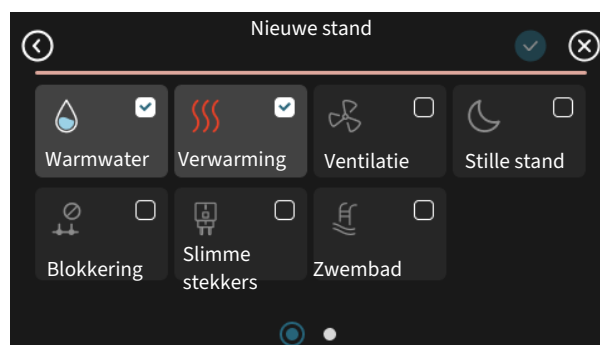 Nieuwe stand
Warmwater
Verwarming
Ventilatie
Stille stand
Blokkering
Slimme
stekkers
Zwembad